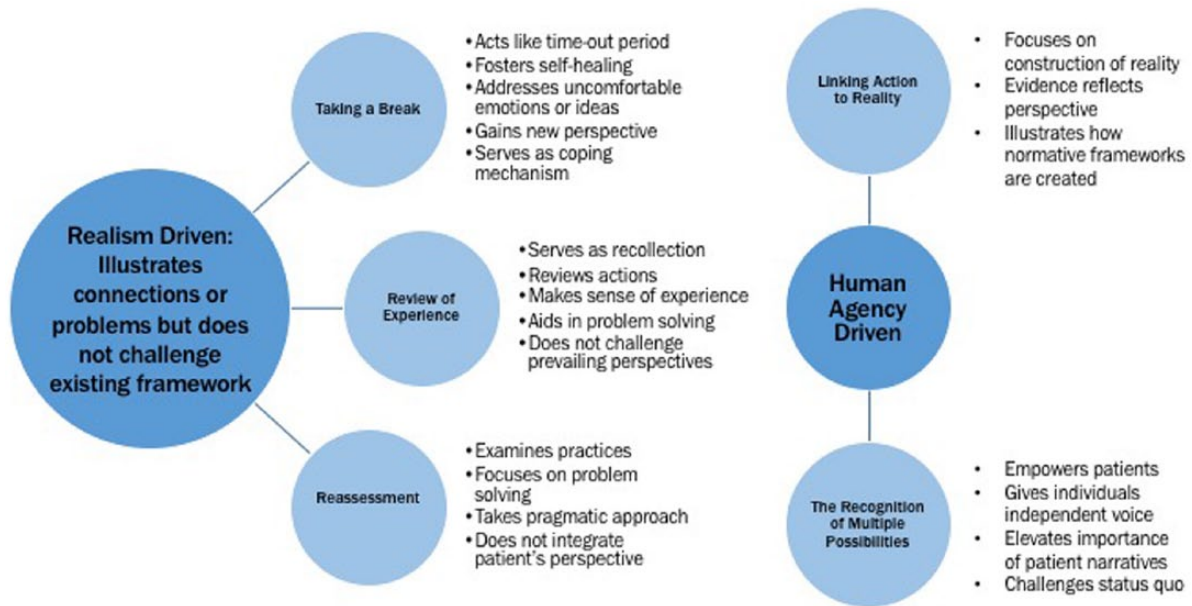 Realism Driven:
Illustrates
connections or
problems but does
not challenge
existing framework
Taking a Break
• Acts like time-out period
• Fosters self-healing
• Addresses uncomfortable
emotions or ideas
• Gains new perspective
• Serves as coping
mechanism
Review of
Experience
• Serves as recollection
• Reviews actions
• Makes sense of experience
• Aids in problem solving
• Does not challenge
prevailing perspectives
Reassessment
• Examines practices
• Focuses on problem
solving
• Takes pragmatic approach
• Does not integrate
patient's perspective
Linking Action
to Reality
• Focuses on
construction of reality
• Evidence reflects
perspective
• Illustrates how
normative frameworks
are created
Human
Agency
Driven
The Recognition
of Multiple
Possibilities
• Empowers patients
• Gives individuals
independent voice
• Elevates importance
of patient narratives
• Challenges status quo